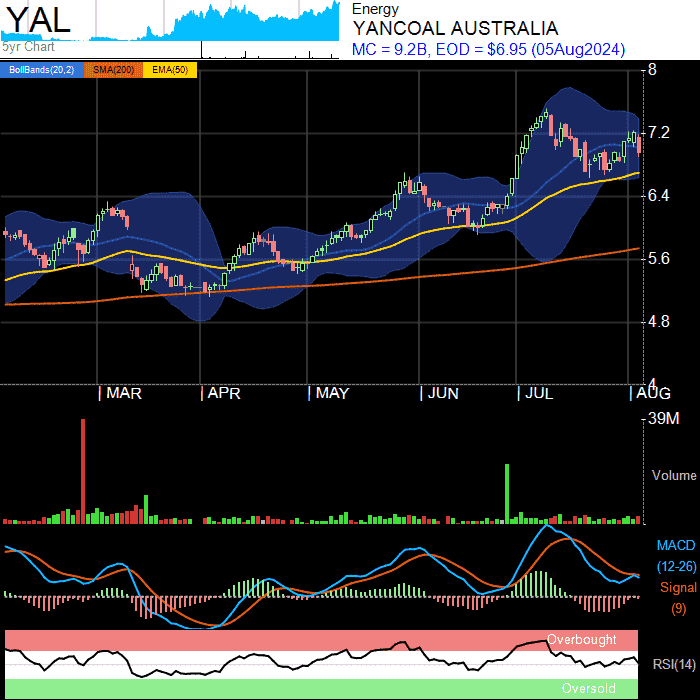 YAL
5yr Chart
Energy
YANCOAL AUSTRALIA
MC = 9.2B, EOD = $6.95 (05Aug2024)
BollBands(20,2) SMA(200) EMA(50)
8
7.2
6.4
5.6
4.8
4
MAR APR MAY JUN JUL AUG
39M
Volume
MACD
(12-26)
Signal
(9)
Overbought
RSI(14)
Oversold